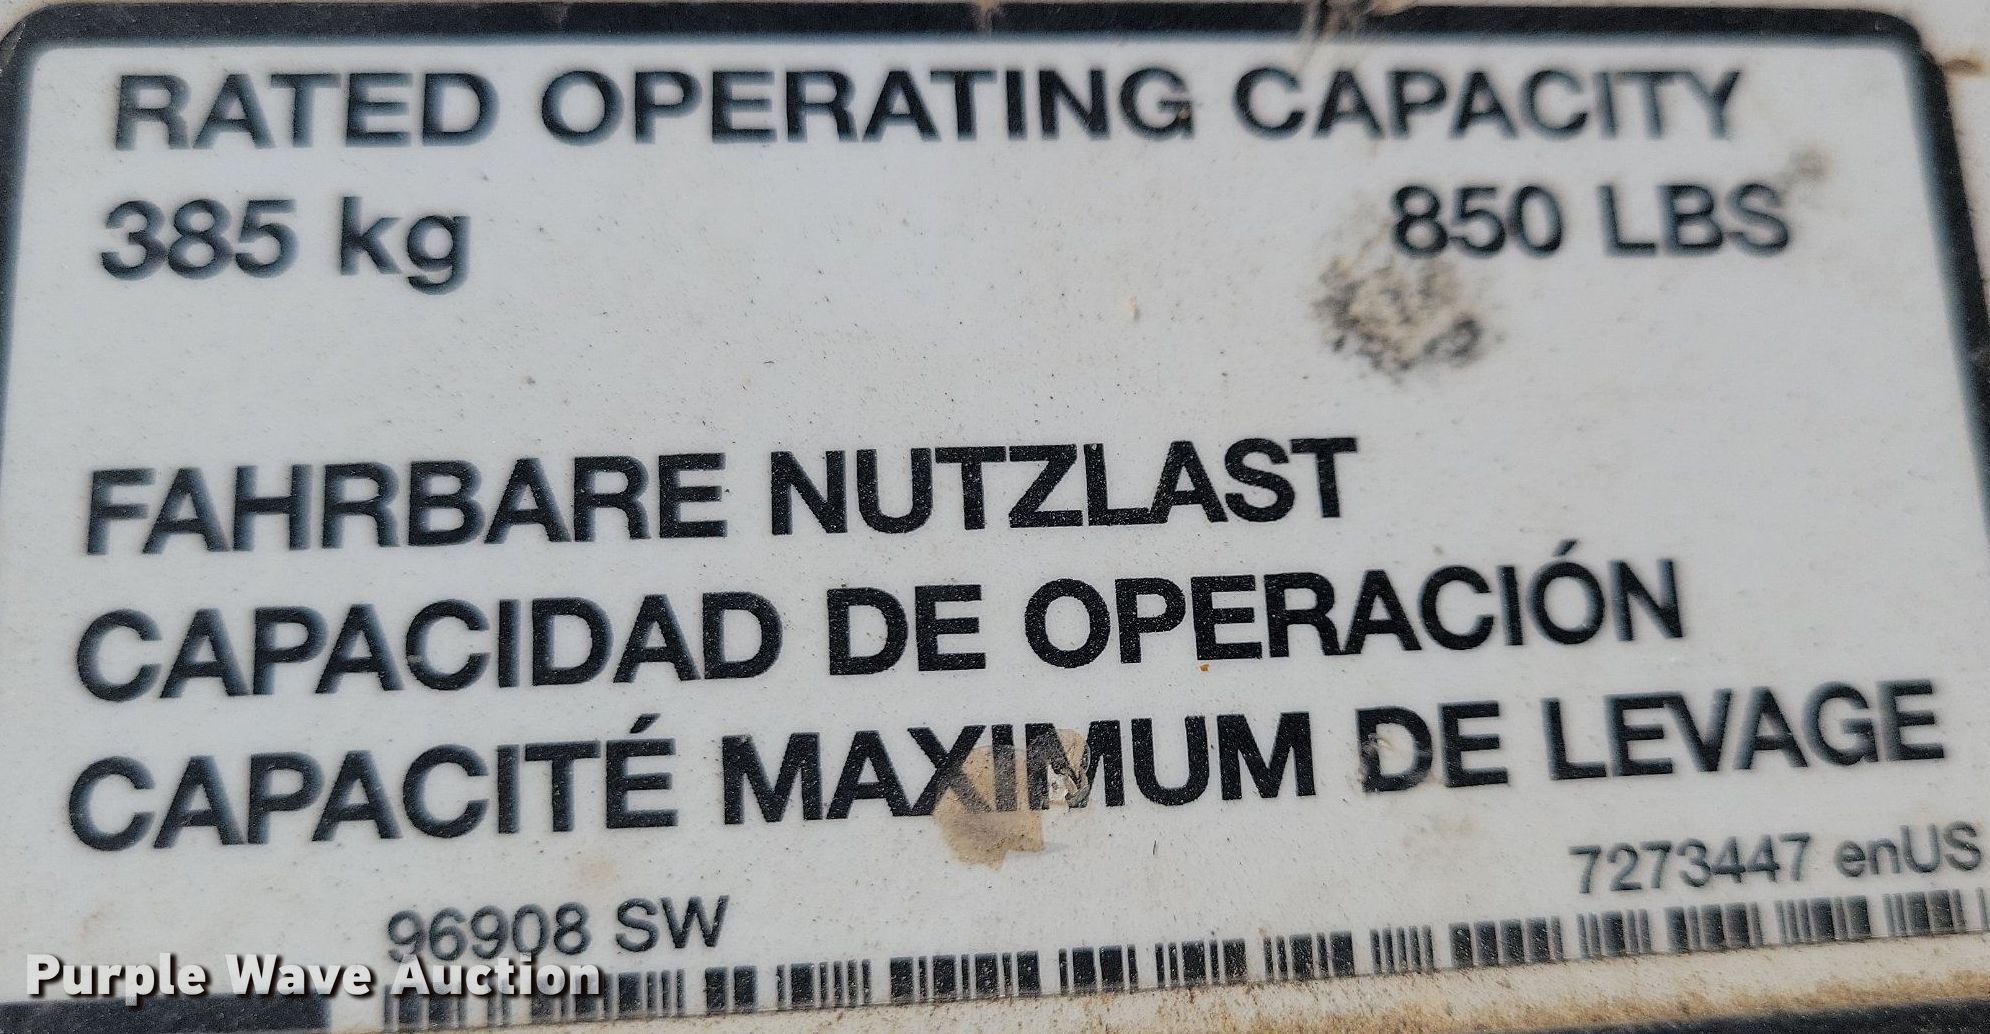 RATED OPERATING CAPACITY
385 kg 850 LBS
FAHRBARE NUTZLAST
CAPACIDAD DE OPERACIÓN
CAPACITÉ MAXIMUM DE LEVAGE
7273447 enUS
96908 SW
Purple Wave Auction